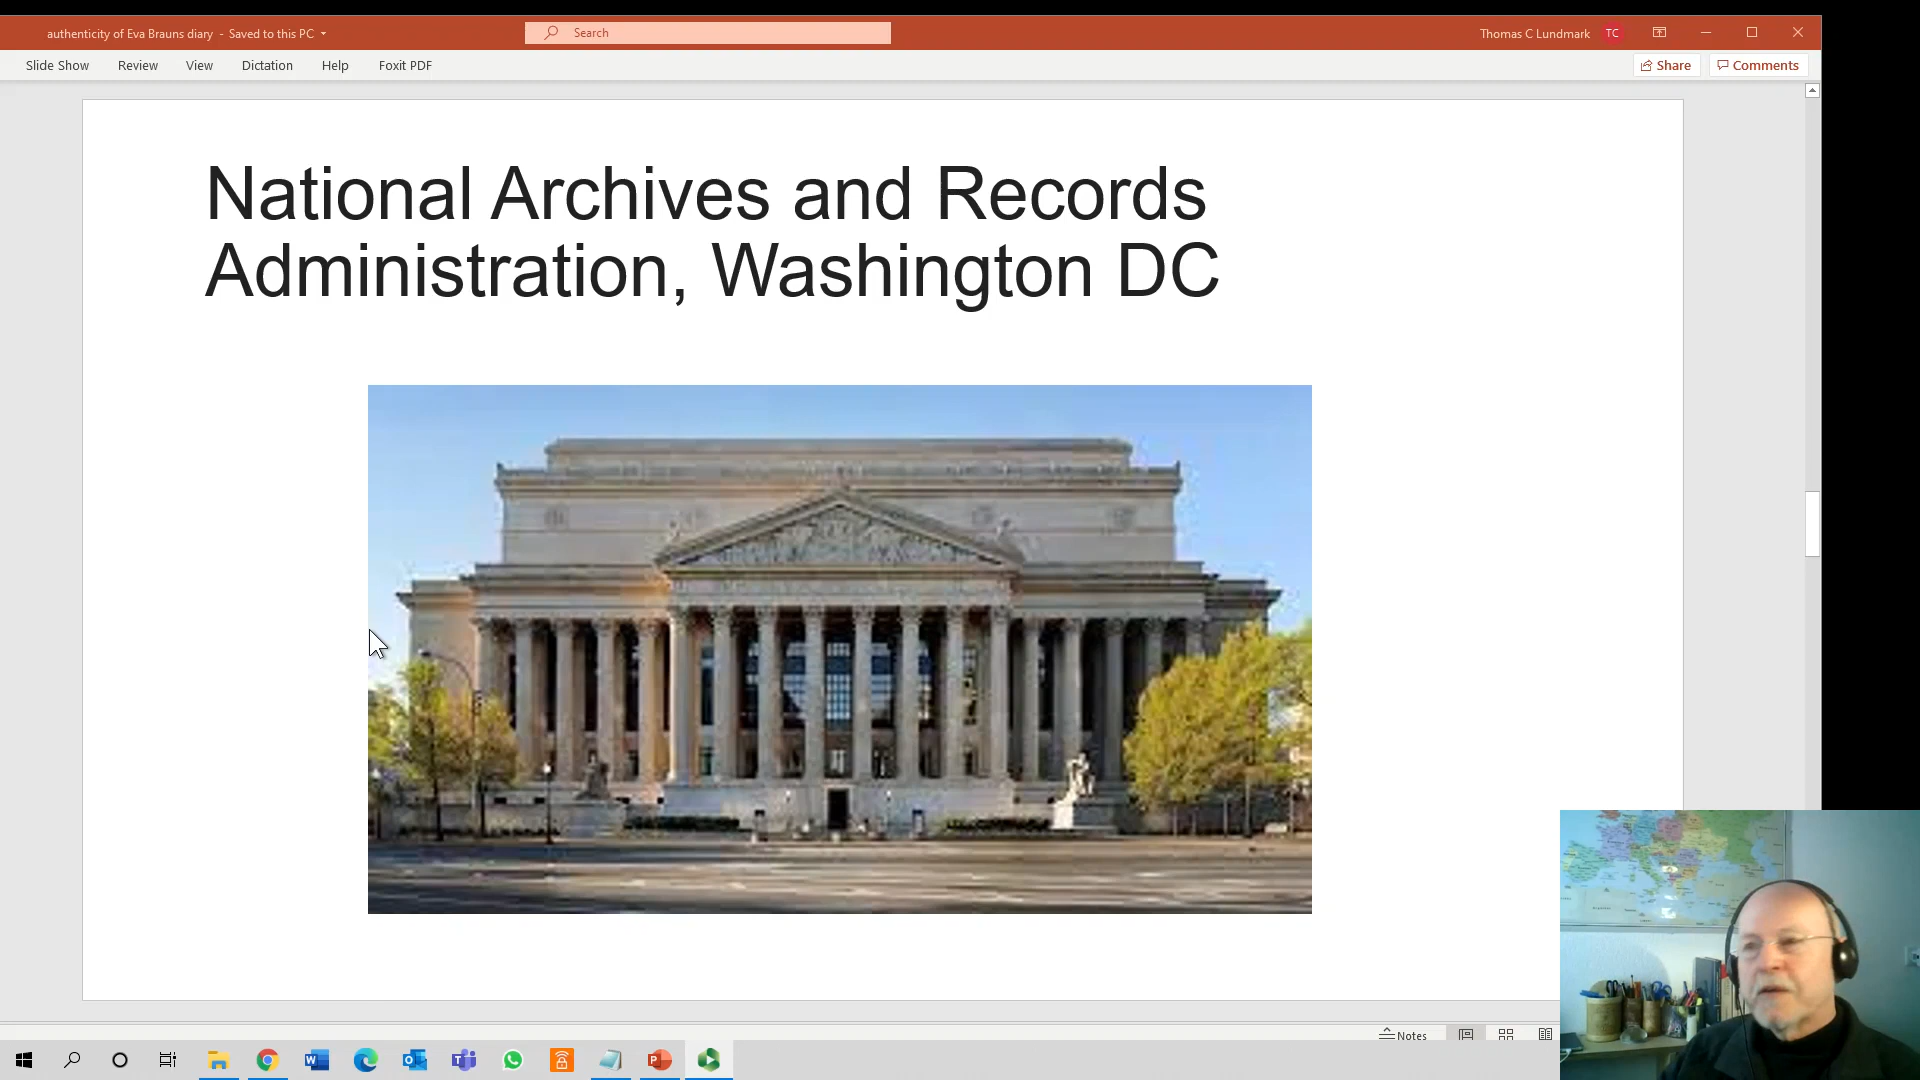 authenticity of Eva Brauns diary - Saved to this PC
Search
Thomas C Lundmark TC
Slide Show Review View Dictation Help Foxit PDF
Share Comments
National Archives and Records
Administration, Washington DC
Notes